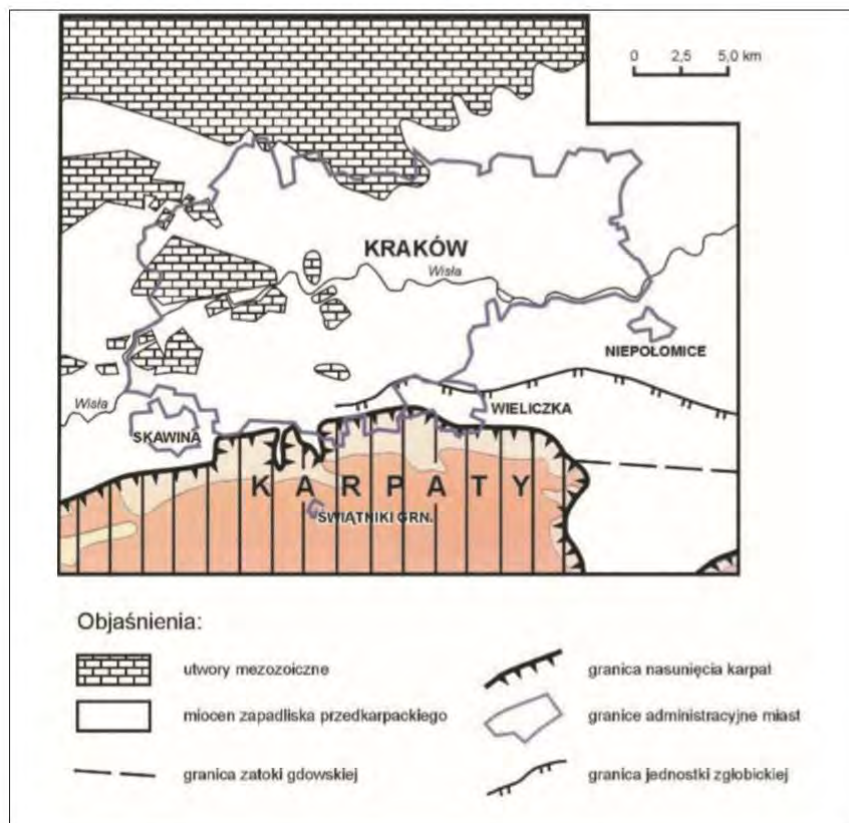 0 2,5 5,0 km
KRAKÓW
Wisła
NIEPOŁOMICE
Wisła
WIELICZKA
SKAWINA
KARPATY
ŚWIĄTNIKI GRN.
Objaśnienia:
utwory mezozoiczne
miocen zapadliska przedkarpackiego
granica zatoki gdowskiej
granica nasunięcia karpat
granice administracyjne miast
granica jednostki zgłobickiej